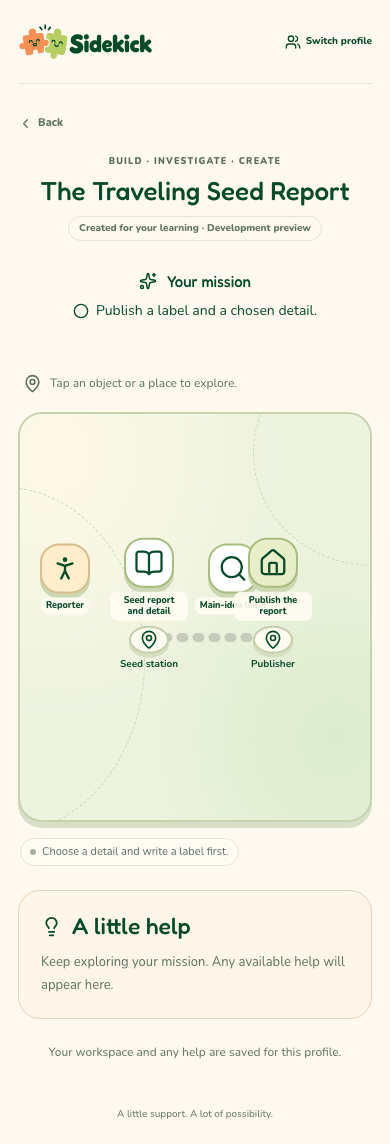 Sidekick
Switch profile
Back
BUILD · INVESTIGATE · CREATE
The Traveling Seed Report
Created for your learning · Development preview
Your mission
Publish a label and a chosen detail.
Tap an object or a place to explore.
Reporter
Seed report
and detail
Publish the
report
Seed station
Publisher
Choose a detail and write a label first.
A little help
Keep exploring your mission. Any available help will
appear here.
Your workspace and any help are saved for this profile.
A little support. A lot of possibility.